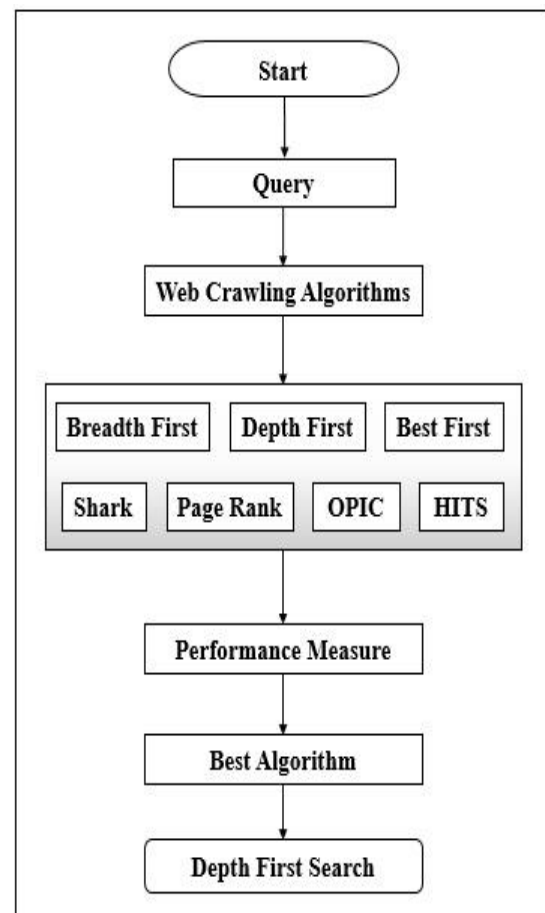 Start
Query
Web Crawling Algorithms
Breadth First Depth First Best First
Shark Page Rank OPIC HITS
Performance Measure
Best Algorithm
Depth First Search